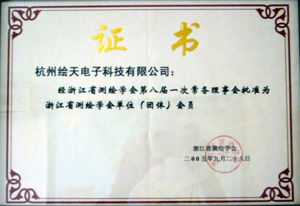 证书
杭州绘天电子科技有限公司：
经浙江省测绘学会第八届一次常务理事会批准为
浙江省测绘学会单位（团体）会员
浙江省测绘学会
二00五年九月二十八日